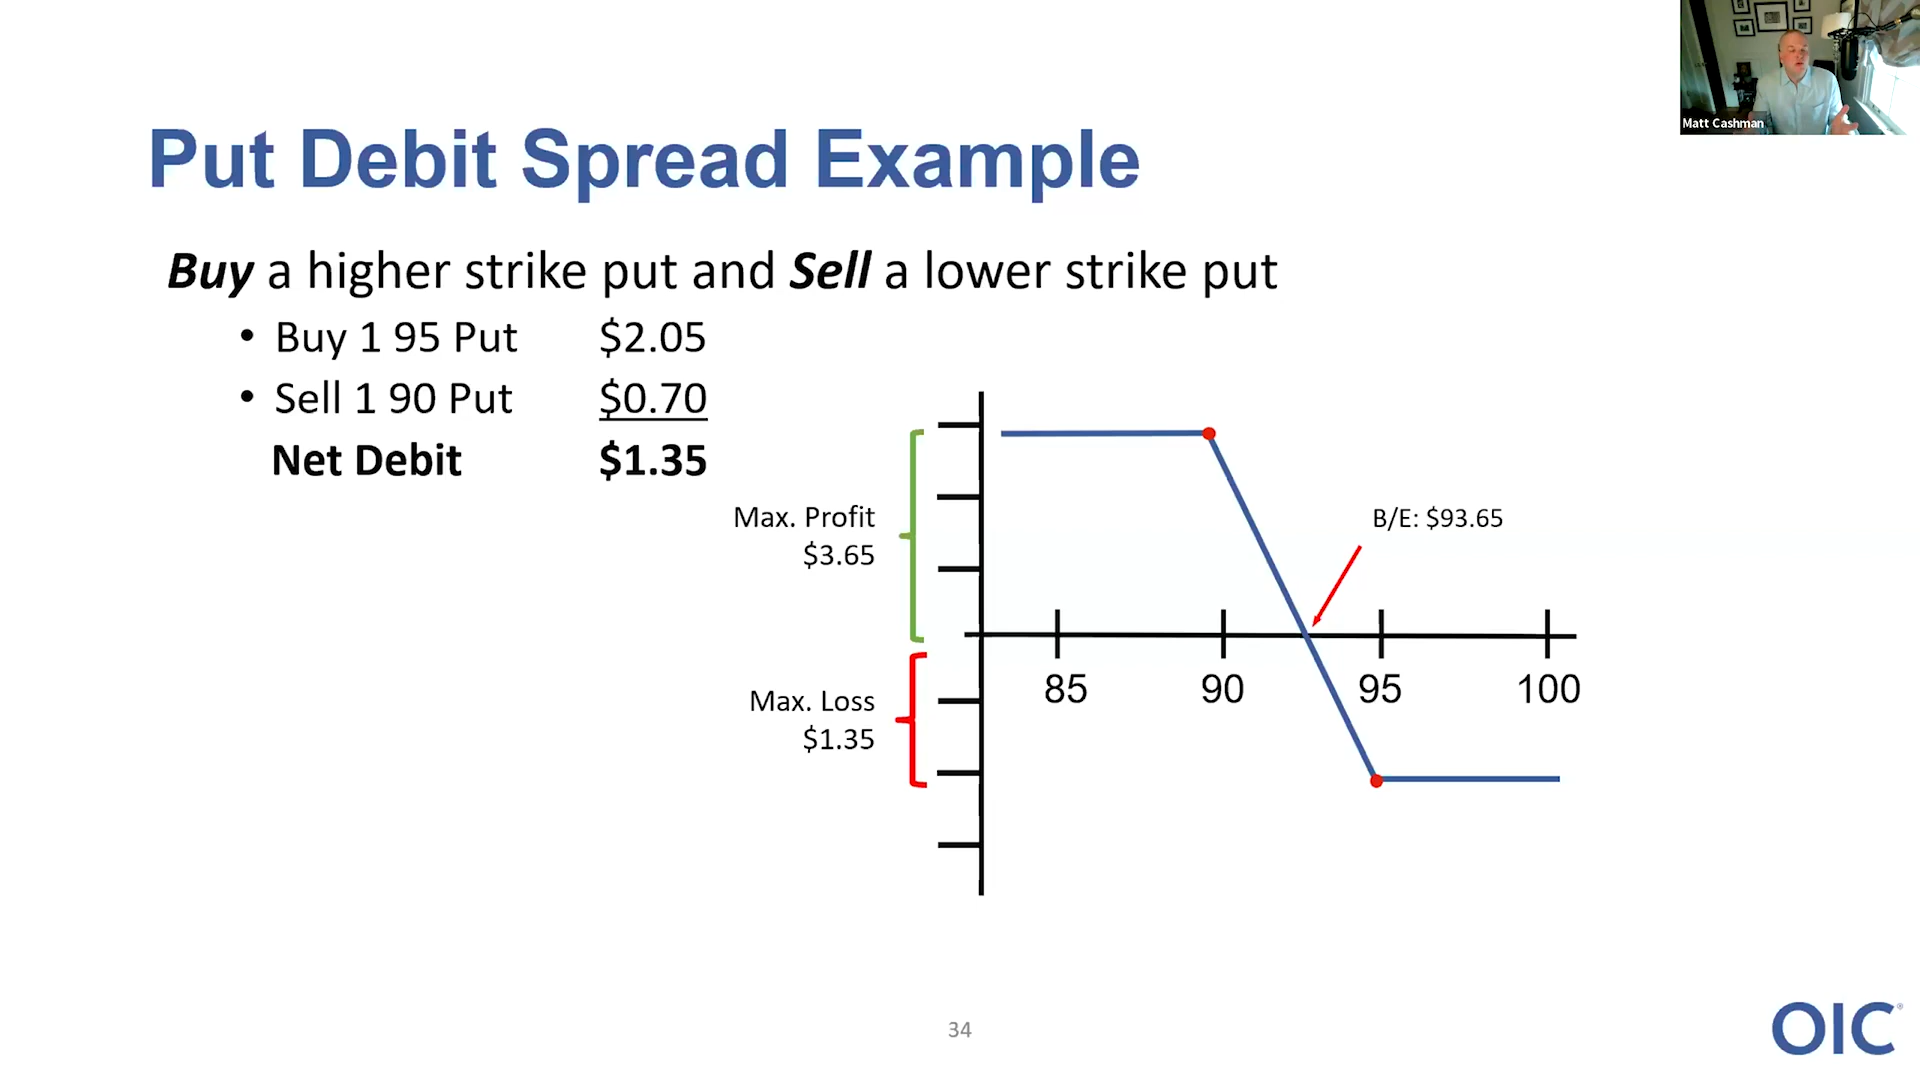 Matt Cashman
Put Debit Spread Example
Buy a higher strike put and Sell a lower strike put
• Buy 1 95 Put $2.05
• Sell 1 90 Put $0.70
Net Debit $1.35
Max. Profit
$3.65
B/E: $93.65
85 90 95 100
Max. Loss
$1.35
34
OIC®